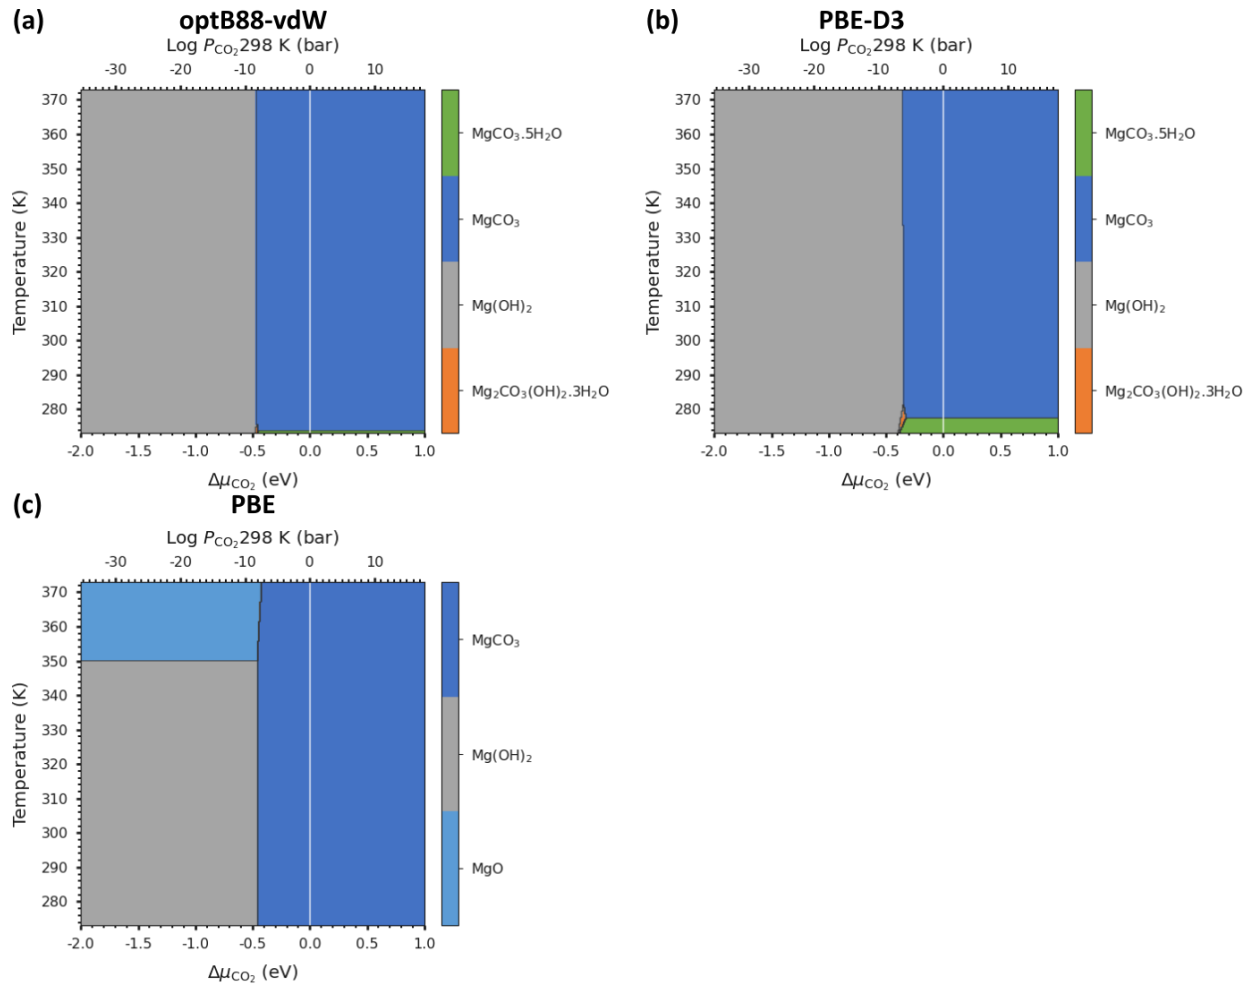 (a) optB88-vdW
Log P_CO₂ 298 K (bar)
-30 -20 -10 0 10
370
360
350
340
330
320
310
300
290
280
Temperature (K)
-2.0 -1.5 -1.0 -0.5 0.0 0.5 1.0
Δμ_CO₂ (eV)
MgCO₃.5H₂O
MgCO₃
Mg(OH)₂
Mg₂CO₃(OH)₂.3H₂O
(b) PBE-D3
Log P_CO₂ 298 K (bar)
-30 -20 -10 0 10
370
360
350
340
330
320
310
300
290
280
Temperature (K)
-2.0 -1.5 -1.0 -0.5 0.0 0.5 1.0
Δμ_CO₂ (eV)
MgCO₃.5H₂O
MgCO₃
Mg(OH)₂
Mg₂CO₃(OH)₂.3H₂O
(c) PBE
Log P_CO₂ 298 K (bar)
-30 -20 -10 0 10
370
360
350
340
330
320
310
300
290
280
Temperature (K)
-2.0 -1.5 -1.0 -0.5 0.0 0.5 1.0
Δμ_CO₂ (eV)
MgCO₃
Mg(OH)₂
MgO